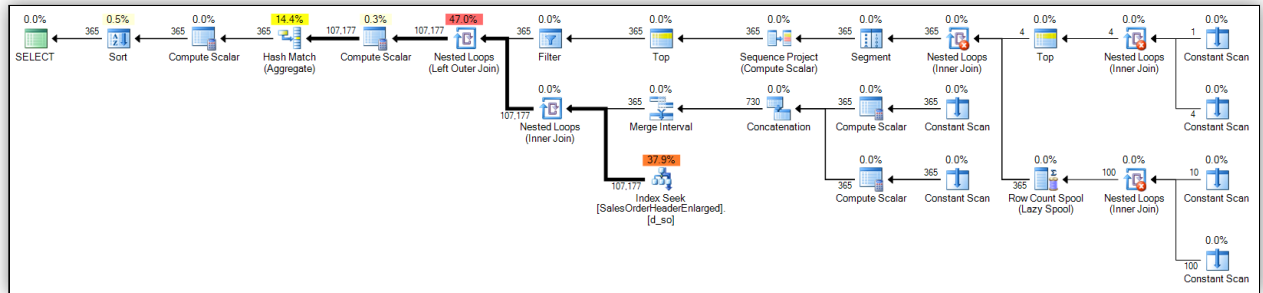 0.0% 0.5% 0.0% 14.4% 0.3% 47.0% 0.0% 0.0% 0.0% 0.0% 0.0% 0.0% 0.0% 0.0%
365 365 365 107,177 107,177 365 365 365 365 365 4 4 1
SELECT Sort Compute Scalar Hash Match Compute Scalar Nested Loops Filter Top Sequence Project Segment Nested Loops Top Nested Loops Constant Scan
(Aggregate) (Left Outer Join) (Compute Scalar) (Inner Join) (Inner Join)
0.0% 0.0% 0.0% 0.0% 0.0% 0.0%
107,177 365 730 365 365 4
Nested Loops Merge Interval Concatenation Compute Scalar Constant Scan Constant Scan
(Inner Join)
37.9% 0.0% 0.0% 0.0% 0.0% 0.0%
107,177 365 365 365 100 10
Index Seek Compute Scalar Constant Scan Row Count Spool Nested Loops Constant Scan
[SalesOrderHeaderEnlarged]. (Lazy Spool) (Inner Join)
[d_so]
0.0%
100
Constant Scan